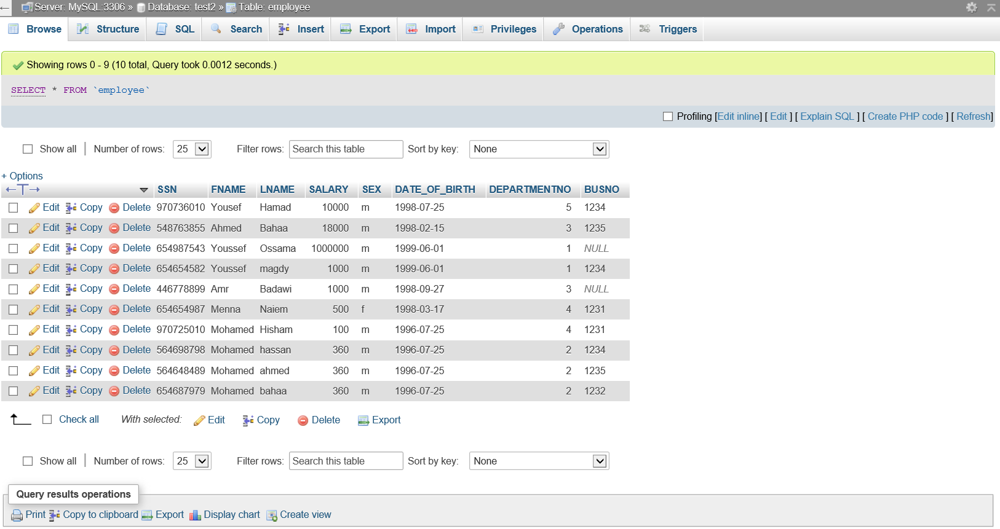 Server: MySQL:3306 » Database: test2 » Table: employee
Browse Structure SQL Search Insert Export Import Privileges Operations Triggers
Showing rows 0 - 9 (10 total, Query took 0.0012 seconds.)
SELECT * FROM `employee`
Profiling [Edit inline] [ Edit ] [ Explain SQL ] [ Create PHP code ] [ Refresh]
Show all | Number of rows: 25 Filter rows: Search this table Sort by key: None
+ Options
SSN FNAME LNAME SALARY SEX DATE_OF_BIRTH DEPARTMENTNO BUSNO
Edit Copy Delete 970736010 Yousef Hamad 10000 m 1998-07-25 5 1234
Edit Copy Delete 548763855 Ahmed Bahaa 18000 m 1998-02-15 3 1235
Edit Copy Delete 654987543 Youssef Ossama 1000000 m 1999-06-01 1 NULL
Edit Copy Delete 654654582 Youssef magdy 1000 m 1999-06-01 1 1234
Edit Copy Delete 446778899 Amr Badawi 1000 m 1998-09-27 3 NULL
Edit Copy Delete 654654987 Menna Naiem 500 f 1998-03-17 4 1231
Edit Copy Delete 970725010 Mohamed Hisham 100 m 1996-07-25 4 1231
Edit Copy Delete 564698798 Mohamed hassan 360 m 1996-07-25 2 1234
Edit Copy Delete 564648489 Mohamed ahmed 360 m 1996-07-25 2 1235
Edit Copy Delete 654687979 Mohamed bahaa 360 m 1996-07-25 2 1232
Check all With selected: Edit Copy Delete Export
Show all | Number of rows: 25 Filter rows: Search this table Sort by key: None
Query results operations
Print Copy to clipboard Export Display chart Create view